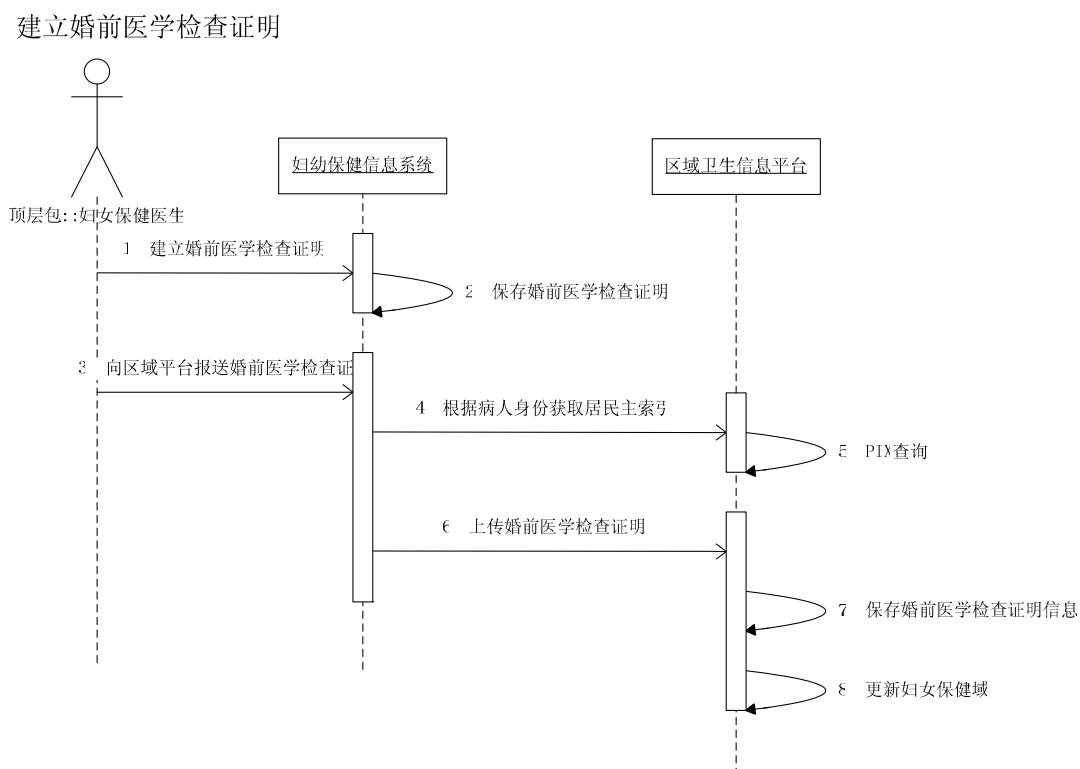 建立婚前医学检查证明
妇幼保健信息系统
区域卫生信息平台
顶层包::妇女保健医生
1 建立婚前医学检查证明
2 保存婚前医学检查证明
3 向区域平台报送婚前医学检查证
4 根据病人身份获取居民主索引
5 PIX查询
6 上传婚前医学检查证明
7 保存婚前医学检查证明信息
8 更新妇女保健域